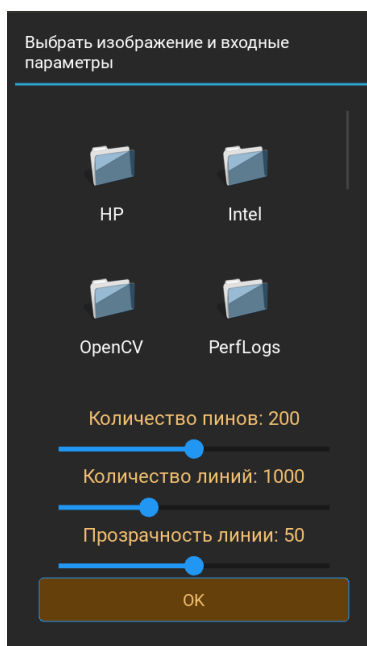 Выбрать изображение и входные
параметры
HP
Intel
OpenCV
PerfLogs
Количество пинов: 200
Количество линий: 1000
Прозрачность линии: 50
OK